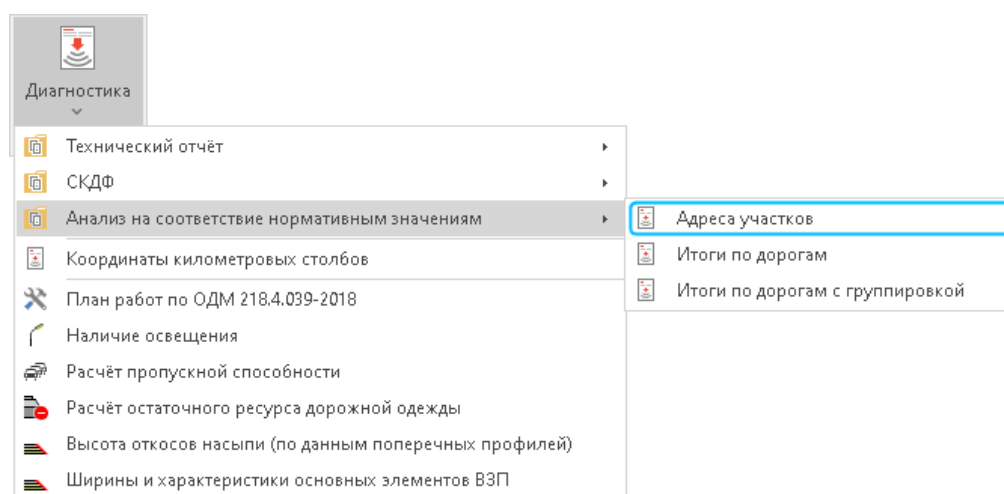 Диагностика
Технический отчёт
СКДФ
Анализ на соответствие нормативным значениям
Адреса участков
Координаты километровых столбов
Итоги по дорогам
План работ по ОДМ 218.4.039-2018
Итоги по дорогам с группировкой
Наличие освещения
Расчёт пропускной способности
Расчёт остаточного ресурса дорожной одежды
Высота откосов насыпи (по данным поперечных профилей)
Ширины и характеристики основных элементов ВЗП